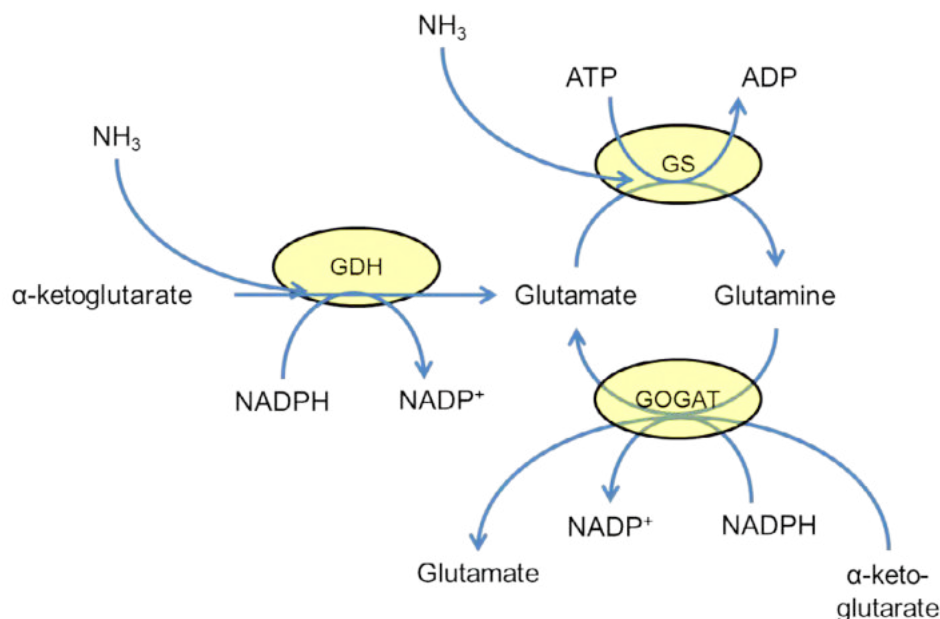 NH₃
ATP
ADP
NH₃
GS
GDH
α-ketoglutarate
Glutamate
Glutamine
NADPH
NADP⁺
GOGAT
NADP⁺
NADPH
Glutamate
α-keto-
glutarate